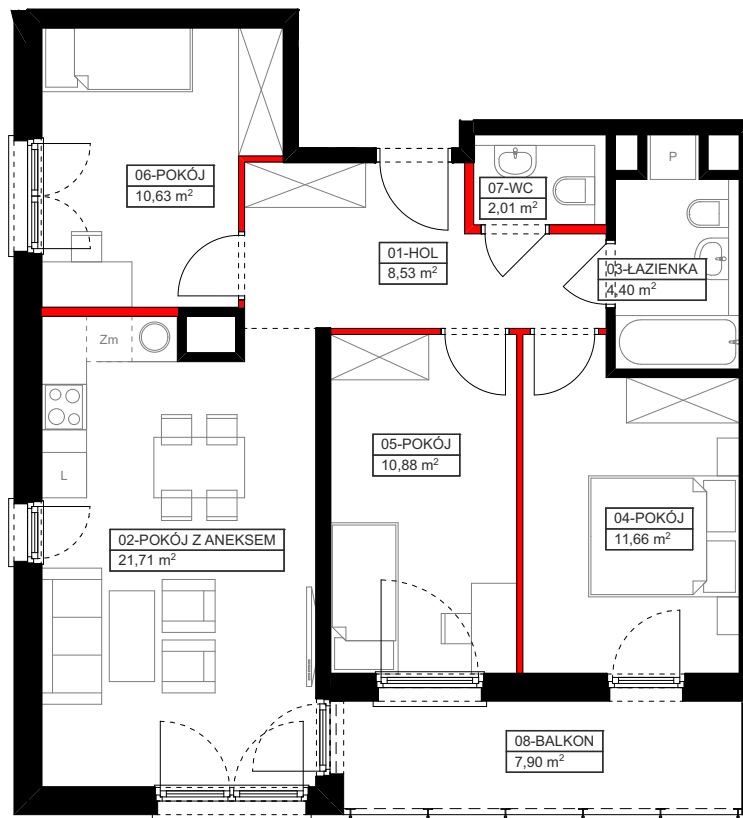 P
06-POKÓJ
10,63 m²
07-WC
2,01 m²
01-HOL
8,53 m²
03-ŁAZIENKA
4,40 m²
Zm
05-POKÓJ
10,88 m²
L
04-POKÓJ
11,66 m²
02-POKÓJ Z ANEKSEM
21,71 m²
08-BALKON
7,90 m²